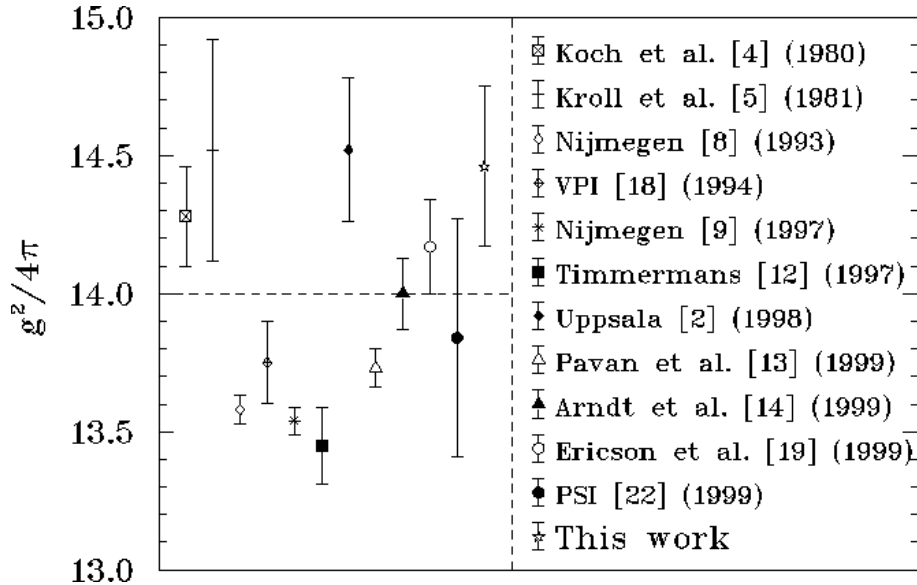 15.0
14.5
14.0
13.5
13.0
g²/4π
Koch et al. [4] (1980)
Kroll et al. [5] (1981)
Nijmegen [8] (1993)
VPI [18] (1994)
Nijmegen [9] (1997)
Timmermans [12] (1997)
Uppsala [2] (1998)
Pavan et al. [13] (1999)
Arndt et al. [14] (1999)
Ericson et al. [19] (1999)
PSI [22] (1999)
This work